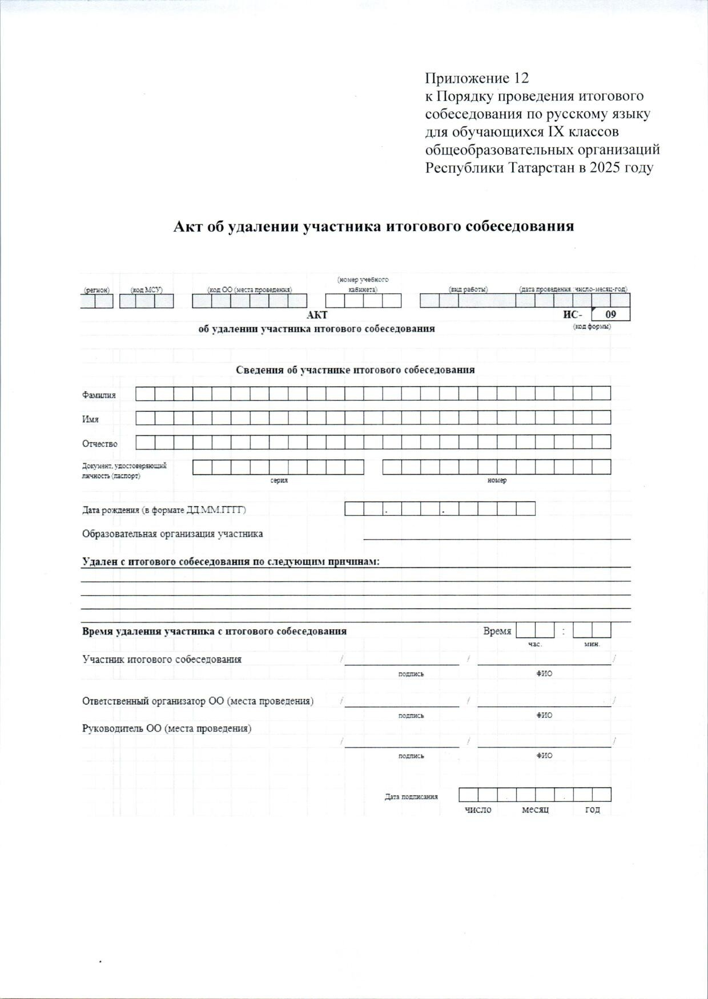 Приложение 12
к Порядку проведения итогового
собеседования по русскому языку
для обучающихся IX классов
общеобразовательных организаций
Республики Татарстан в 2025 году
Акт об удалении участника итогового собеседования
(регион) (код МСУ) (код ОО (места проведения) (номер учебного кабинета) (вид работы) (дата проведения : число-месяц-год)
АКТ ИС- 09
об удалении участника итогового собеседования (код формы)
Сведения об участнике итогового собеседования
Фамилия
Имя
Отчество
Документ, удостоверяющий
личность (паспорт)
серия номер
Дата рождения (в формате ДД.ММ.ГГГГ) . .
Образовательная организация участника
Удален с итогового собеседования по следующим причинам:
Время удаления участника с итогового собеседования Время :
час. мин.
Участник итогового собеседования / / /
подпись ФИО
Ответственный организатор ОО (места проведения) / / /
подпись ФИО
Руководитель ОО (места проведения)
/ / /
подпись ФИО
Дата подписания . .
число месяц год